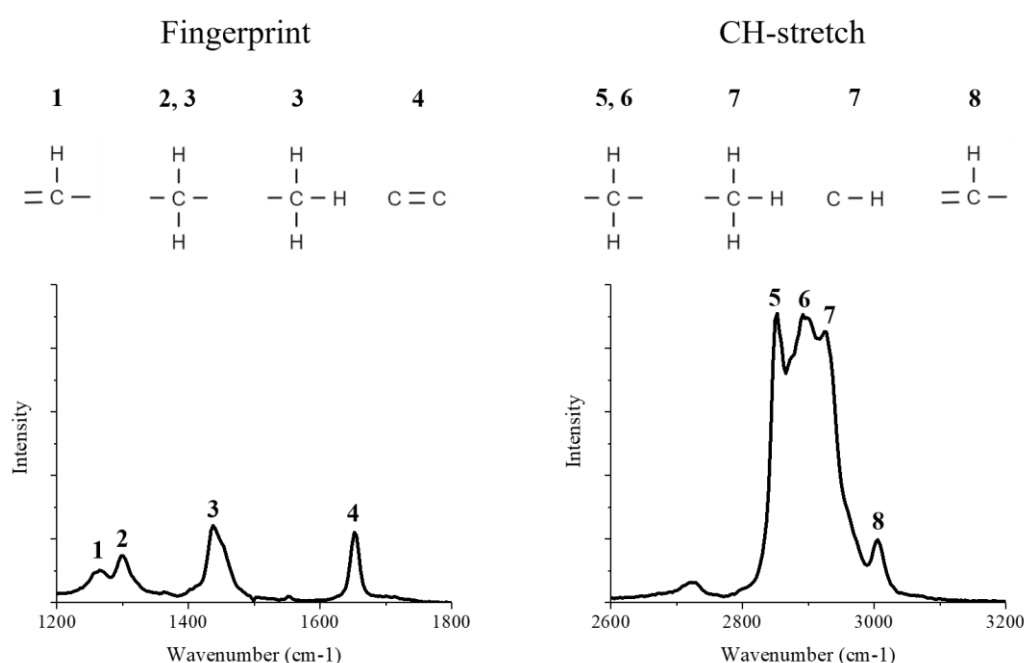 Fingerprint
CH-stretch
1
2, 3
3
4
5, 6
7
7
8
H
=C–
H
–C–
H
H
–C–H
H
C=C
H
–C–
H
H
–C–H
H
C–H
H
=C–
Intensity
1
2
3
4
1200
1400
1600
1800
Wavenumber (cm-1)
Intensity
5
6
7
8
2600
2800
3000
3200
Wavenumber (cm-1)